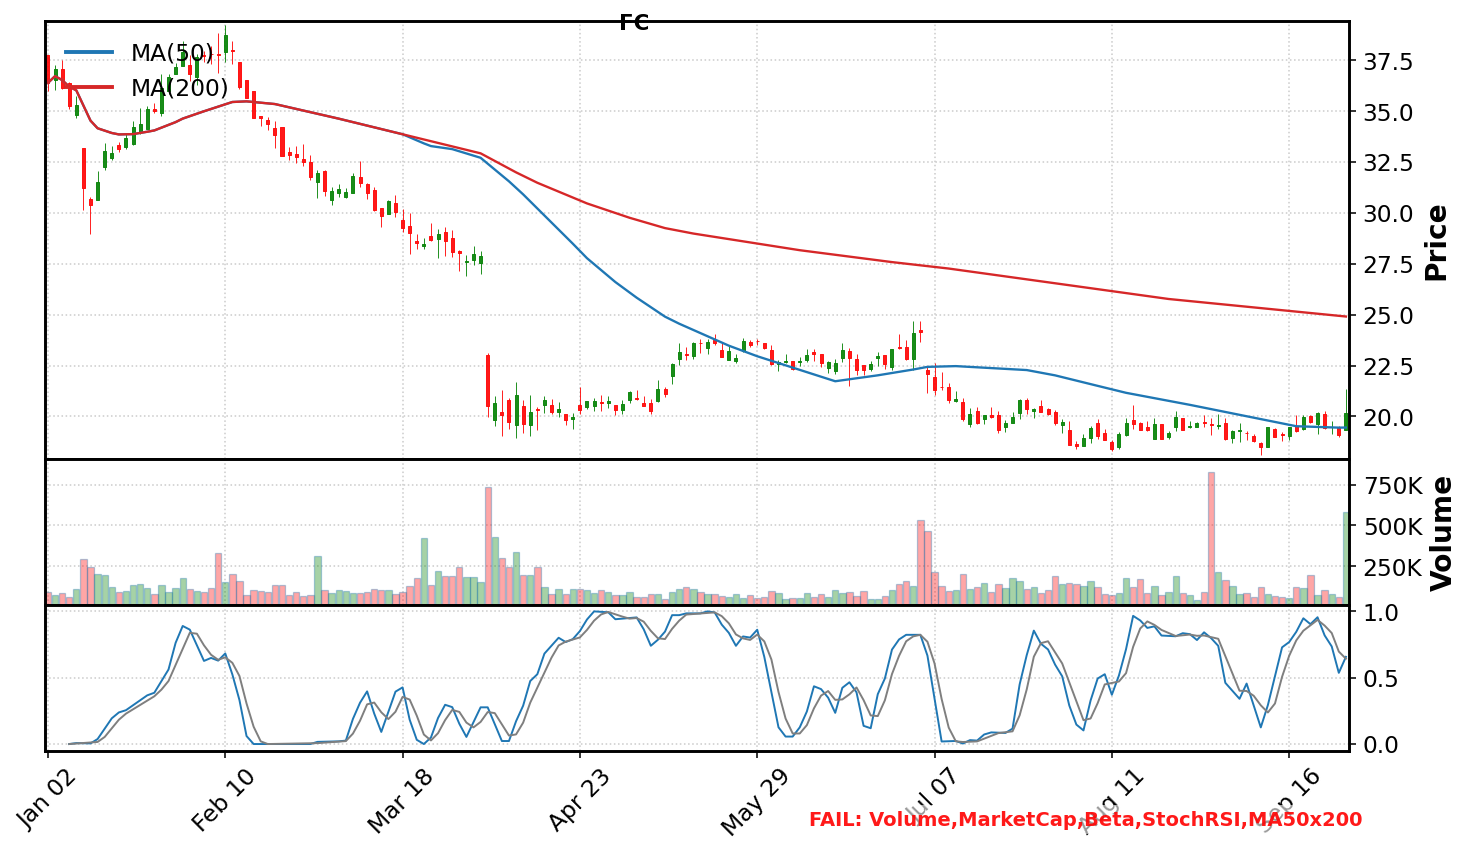 FC
MA(50)
MA(200)
37.5
35.0
32.5
30.0
27.5
25.0
22.5
20.0
Price
750K
500K
250K
Volume
1.0
0.5
0.0
Jan 02
Feb 10
Mar 18
Apr 23
May 29
Jul 07
Aug 11
Sep 16
FAIL: Volume,MarketCap,Beta,StochRSI,MA50x200